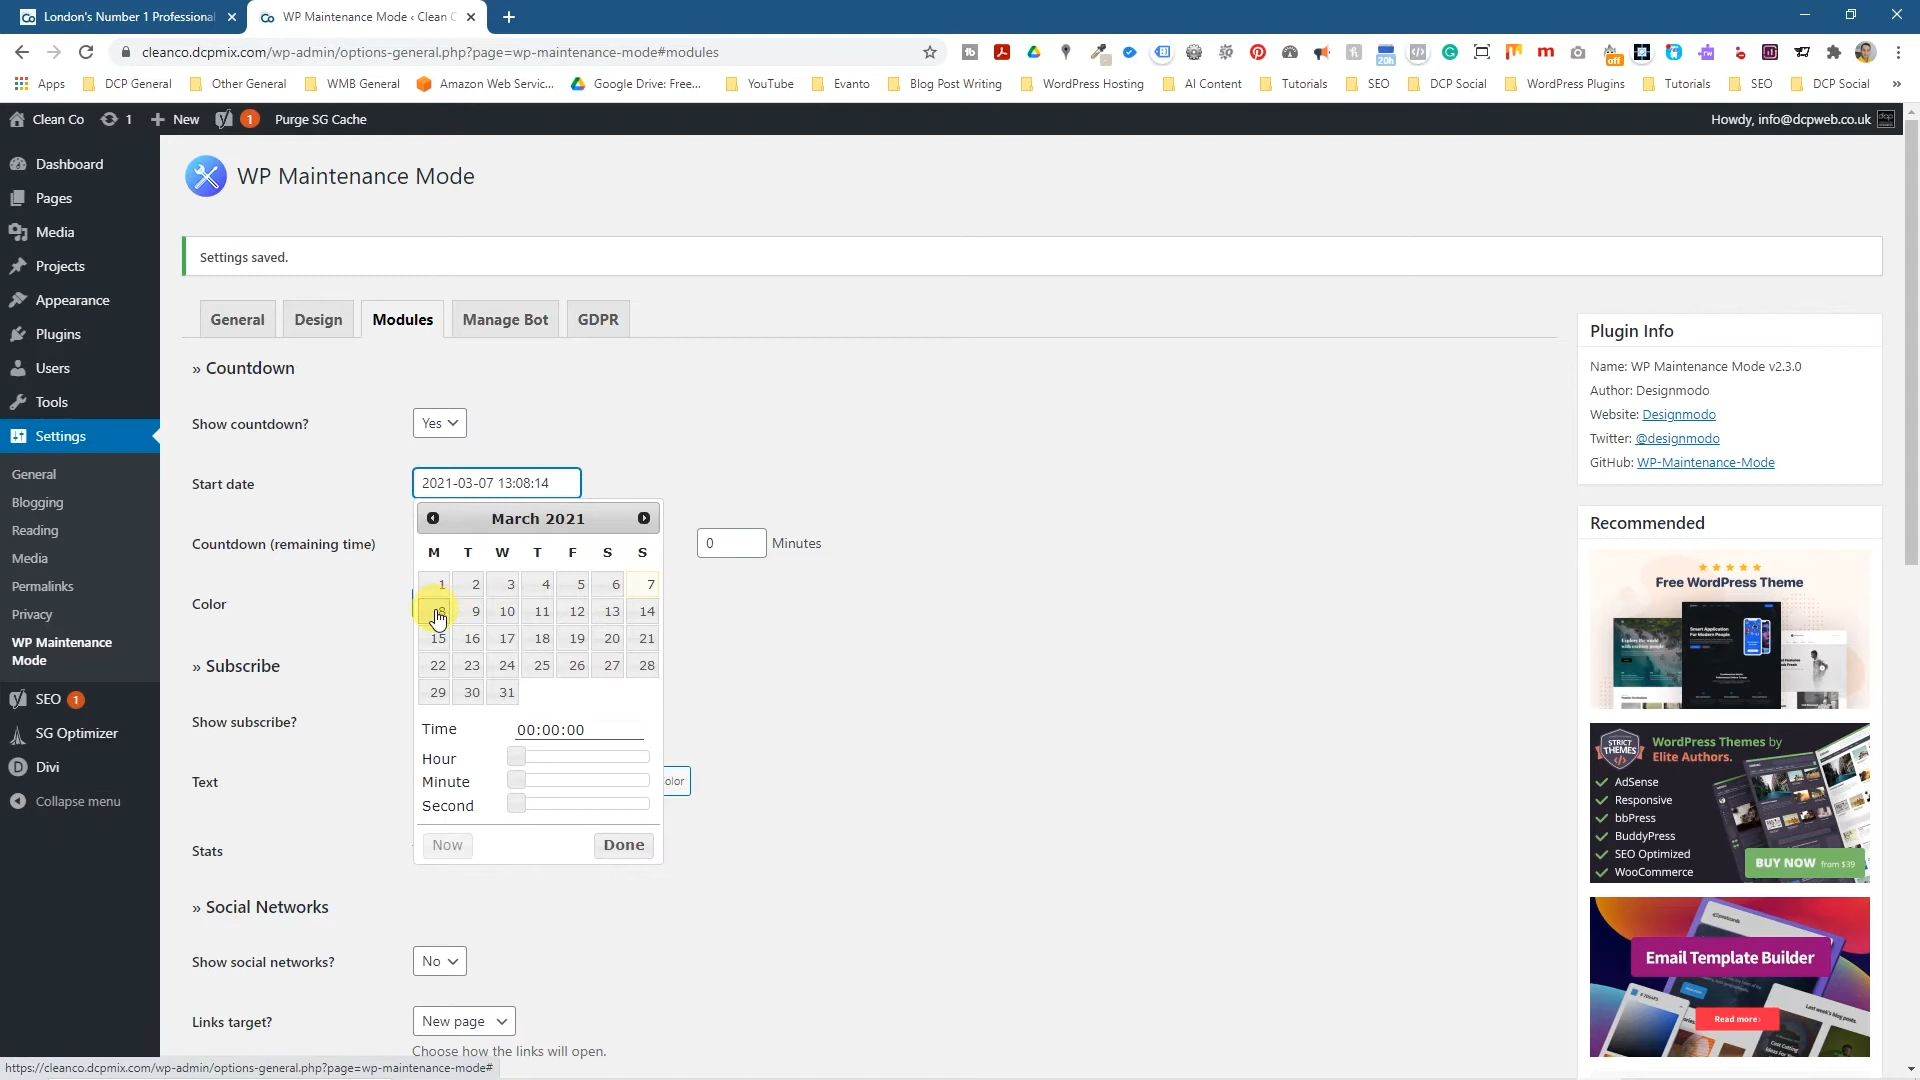 London's Number 1 Professional
WP Maintenance Mode ‹ Clean C
cleanco.dcpmix.com/wp-admin/options-general.php?page=wp-maintenance-mode#modules
20h
off
Apps
DCP General
Other General
WMB General
Amazon Web Servic...
Google Drive: Free...
YouTube
Evanto
Blog Post Writing
WordPress Hosting
AI Content
Tutorials
SEO
DCP Social
WordPress Plugins
Tutorials
SEO
DCP Social
»
Clean Co
1
New
1
Purge SG Cache
Howdy, info@dcpweb.co.uk
Dashboard
Pages
Media
Projects
Appearance
Plugins
Users
Tools
Settings
General
Blogging
Reading
Media
Permalinks
Privacy
WP Maintenance
Mode
SEO 1
SG Optimizer
Divi
Collapse menu
WP Maintenance Mode
Settings saved.
General
Design
Modules
Manage Bot
GDPR
» Countdown
Show countdown?
Yes
Start date
2021-03-07 13:08:14
March 2021
M T W T F S S
1 2 3 4 5 6 7
8 9 10 11 12 13 14
15 16 17 18 19 20 21
22 23 24 25 26 27 28
29 30 31
Time 00:00:00
Hour
Minute
Second
Now
Done
Countdown (remaining time)
0 Minutes
Color
» Subscribe
Show subscribe?
Text
olor
Stats
» Social Networks
Show social networks?
No
Links target?
New page
Choose how the links will open.
Plugin Info
Name: WP Maintenance Mode v2.3.0
Author: Designmodo
Website: Designmodo
Twitter: @designmodo
GitHub: WP-Maintenance-Mode
Recommended
Free WordPress Theme
STRICT
THEMES
WordPress Themes by
Elite Authors.
AdSense
Responsive
bbPress
BuddyPress
SEO Optimized
WooCommerce
BUY NOW from $39
Email Template Builder
Read more
https://cleanco.dcpmix.com/wp-admin/options-general.php?page=wp-maintenance-mode#